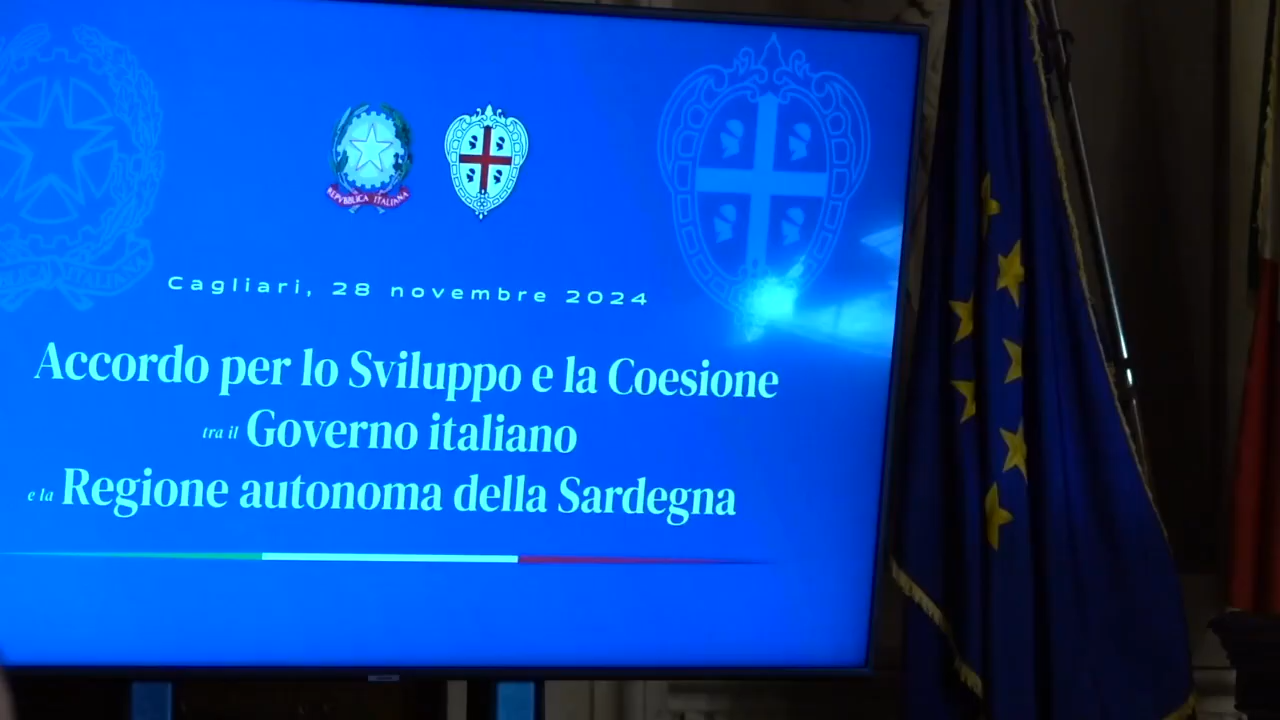 REPVBBLICA ITALIANA
Cagliari, 28 novembre 2024
Accordo per lo Sviluppo e la Coesione
tra il Governo italiano
e la Regione autonoma della Sardegna